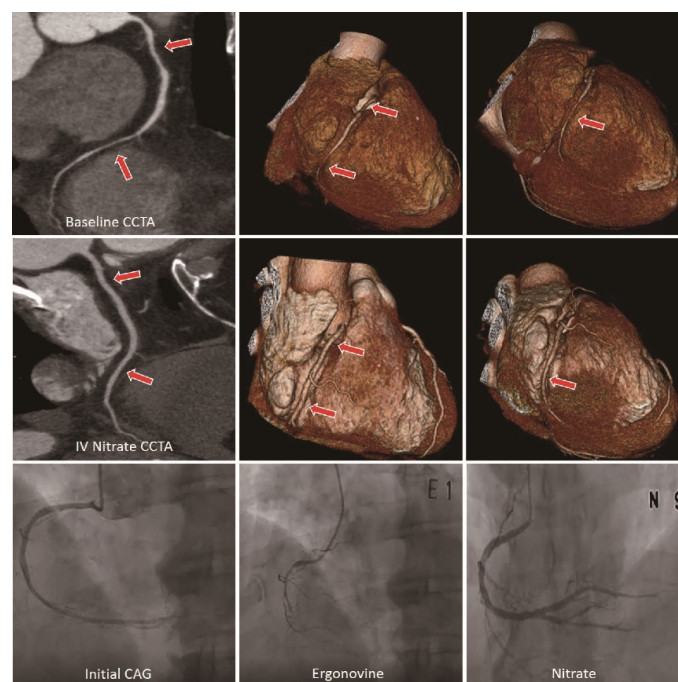 Baseline CCTA
IV Nitrate CCTA
E 1
N 9
Initial CAG
Ergonovine
Nitrate